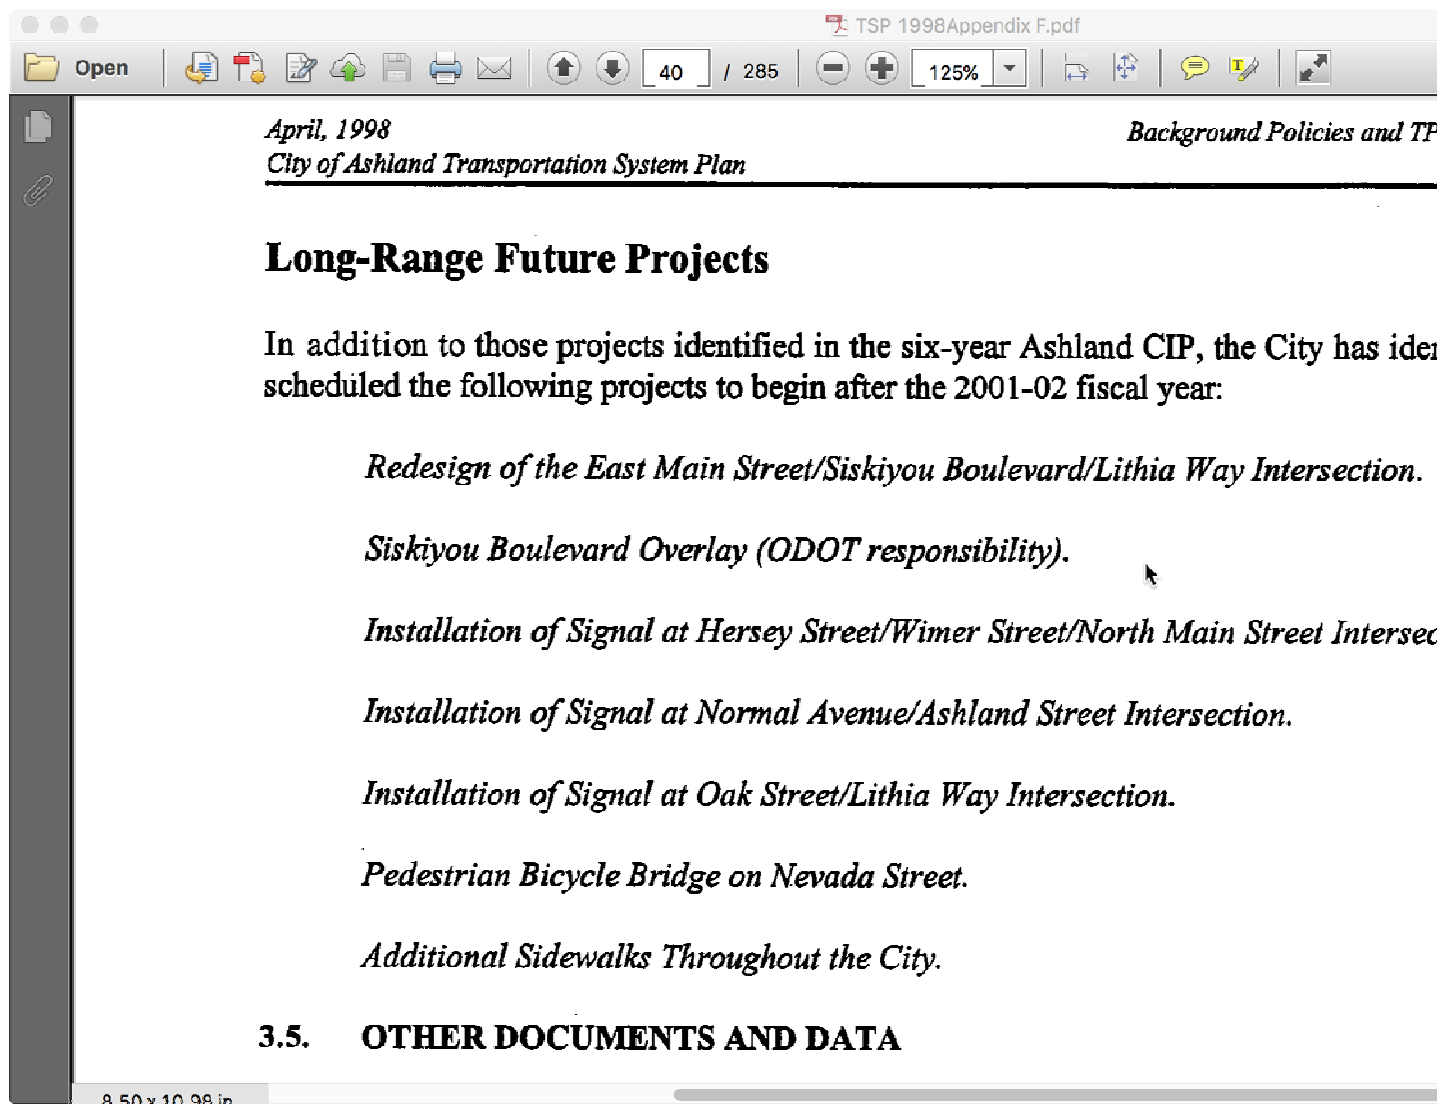 TSP 1998Appendix F.pdf
Open 40 / 285 125%
April, 1998 Background Policies and TP
City of Ashland Transportation System Plan
Long-Range Future Projects
In addition to those projects identified in the six-year Ashland CIP, the City has iden
scheduled the following projects to begin after the 2001-02 fiscal year:
Redesign of the East Main Street/Siskiyou Boulevard/Lithia Way Intersection.
Siskiyou Boulevard Overlay (ODOT responsibility).
Installation of Signal at Hersey Street/Wimer Street/North Main Street Intersec
Installation of Signal at Normal Avenue/Ashland Street Intersection.
Installation of Signal at Oak Street/Lithia Way Intersection.
Pedestrian Bicycle Bridge on Nevada Street.
Additional Sidewalks Throughout the City.
3.5. OTHER DOCUMENTS AND DATA
8.50 x 10.98 in